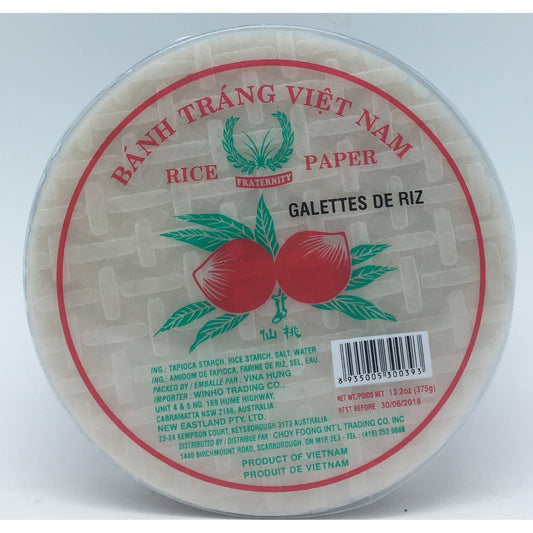 BÁNH TRÁNG VIỆT NAM
RICE PAPER
FRATERNITY
GALETTES DE RIZ
仙桃
ING.: TAPIOCA STARCH, RICE STARCH, SALT, WATER
ING.: AMIDOM DE TAPIOCA, FARINE DE RIZ, SEL, EAU
PACKED BY / EMBALLÉ PAR : VINA HUNG
IMPORTER : WINHO TRADING CO.,
UNIT 4 & 5 NO. 169 HUME HIGHWAY,
CABRAMATTA NSW 2166, AUSTRALIA.
NEW EASTLAND PTY. LTD.
23-24 KEMPSON COURT, KEYSBOROUGH 3173 AUSTRALIA
DISTRIBUTED BY / DISTRIBUE PAR CHOY FOONG INT'L TRADING CO. INC
1440 BIRCHMOUNT ROAD, SCARBOROUGH, ON M1P, 2E3 - TEL : (416) 252 6688
PRODUCT OF VIETNAM
PRODUIT DE VIETNAM
8 935005 300393
NET WT./POIDS NET 13.2oz (375g)
BEST BEFORE 30/06/2018